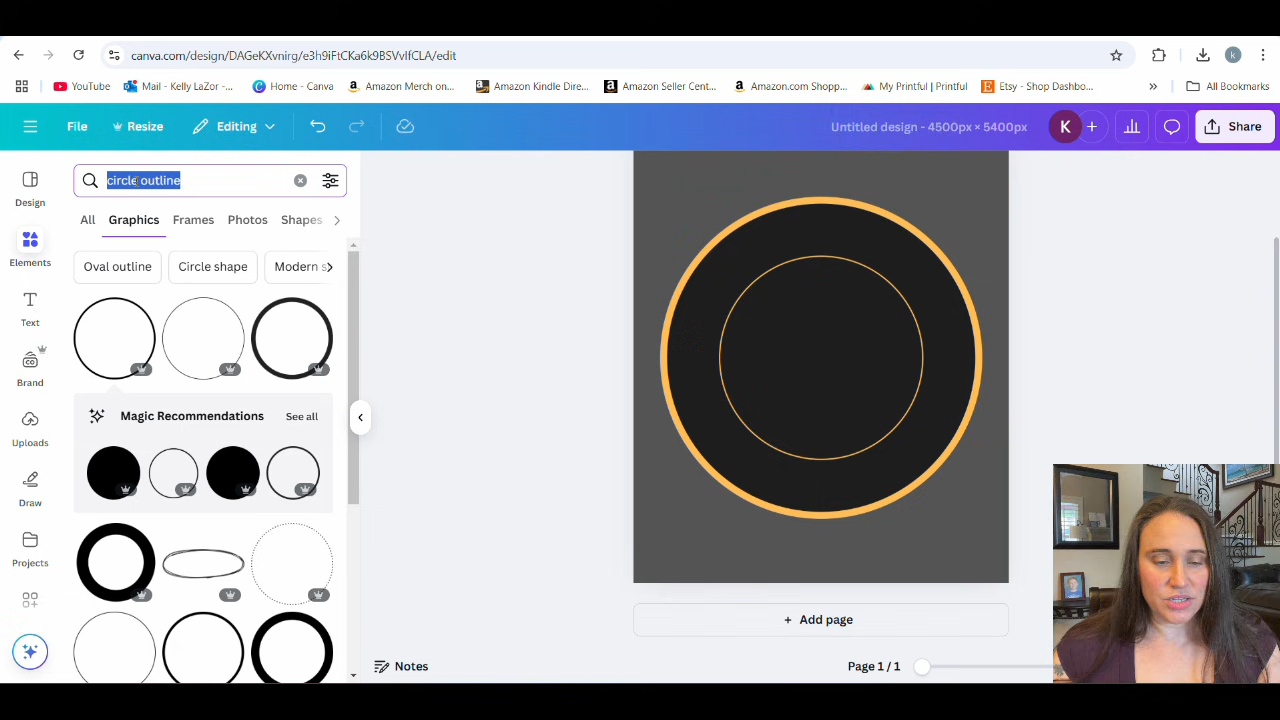 canva.com/design/DAGeKXvnirg/e3h9iFtCKa6k9BSVvIfCLA/edit
k
YouTube
Mail - Kelly LaZor - ...
Home - Canva
Amazon Merch on...
Amazon Kindle Dire...
Amazon Seller Cent...
Amazon.com Shopp...
My Printful | Printful
Etsy - Shop Dashbo...
All Bookmarks
File
Resize
Editing
Untitled design - 4500px × 5400px
K
Share
circle outline
All
Graphics
Frames
Photos
Shapes
Oval outline
Circle shape
Modern s
Magic Recommendations
See all
Design
Elements
Text
Brand
Uploads
Draw
Projects
+ Add page
Notes
Page 1 / 1